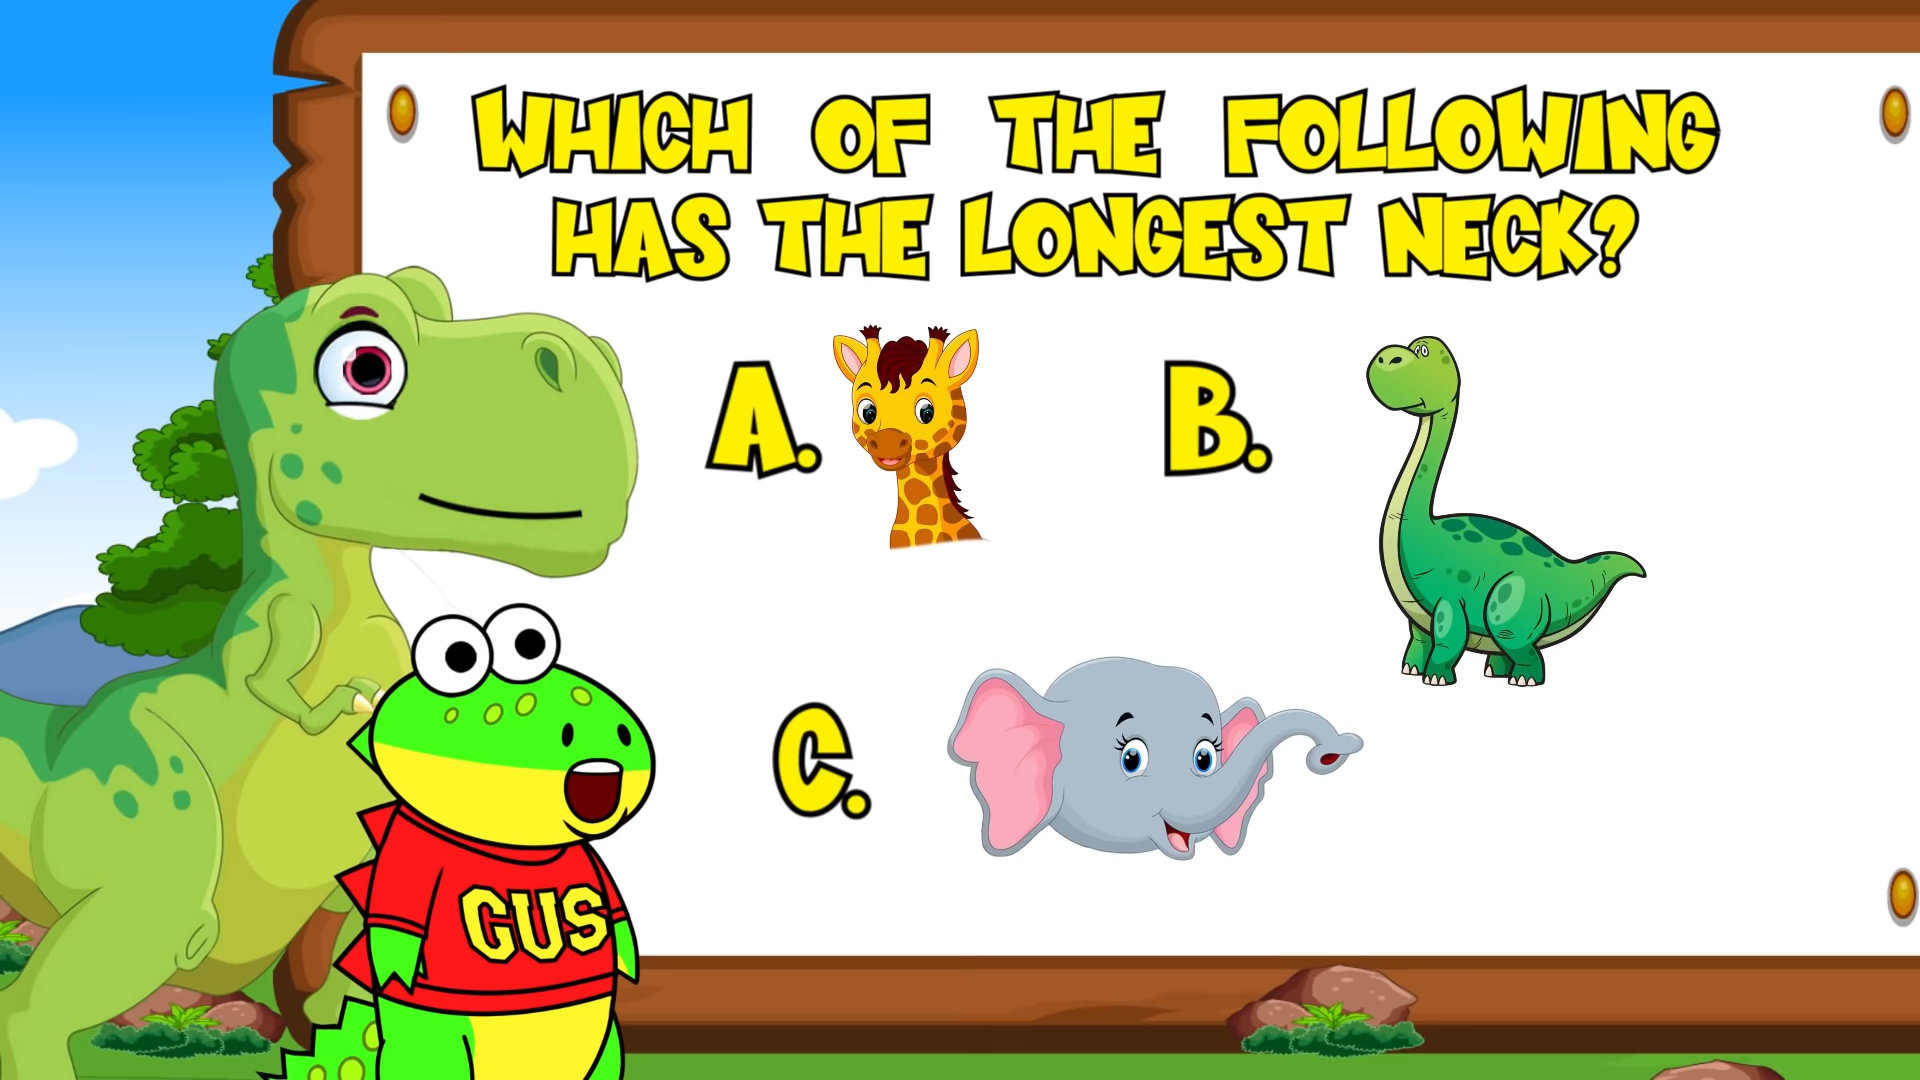 WHICH OF THE FOLLOWING
HAS THE LONGEST NECK?
A.
B.
C.
GUS